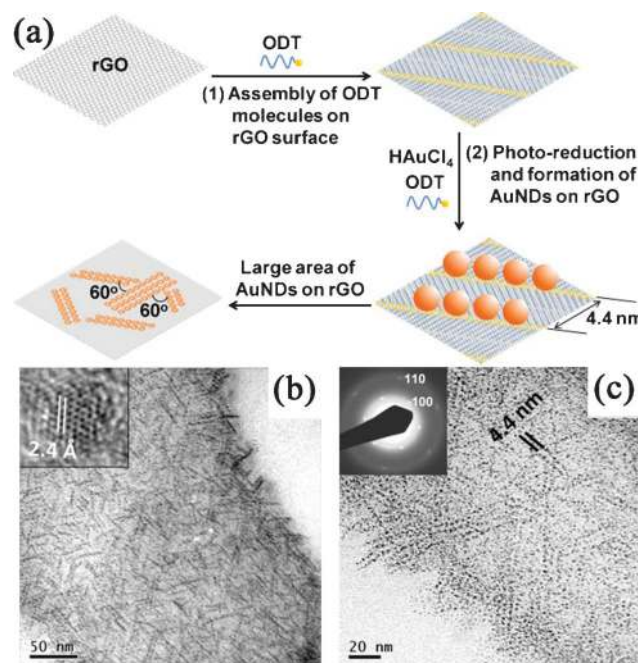 (a)
rGO
ODT
(1) Assembly of ODT
molecules on
rGO surface
HAuCl₄
ODT
(2) Photo-reduction
and formation of
AuNDs on rGO
Large area of
AuNDs on rGO
60°
60°
4.4 nm
(b)
2.4 Å
50 nm
(c)
110
100
4.4 nm
20 nm